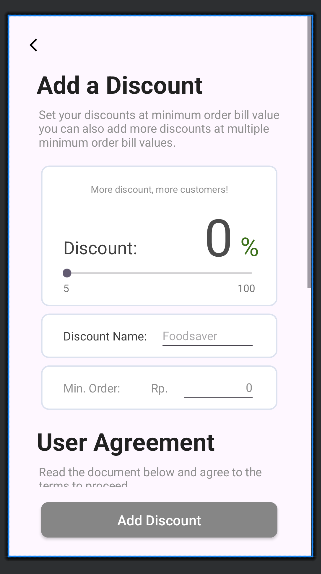 Add a Discount
Set your discounts at minimum order bill value
you can also add more discounts at multiple
minimum order bill values.
More discount, more customers!
Discount: 0 %
5 100
Discount Name: Foodsaver
Min. Order: Rp. 0
User Agreement
Read the document below and agree to the
terms to proceed
Add Discount